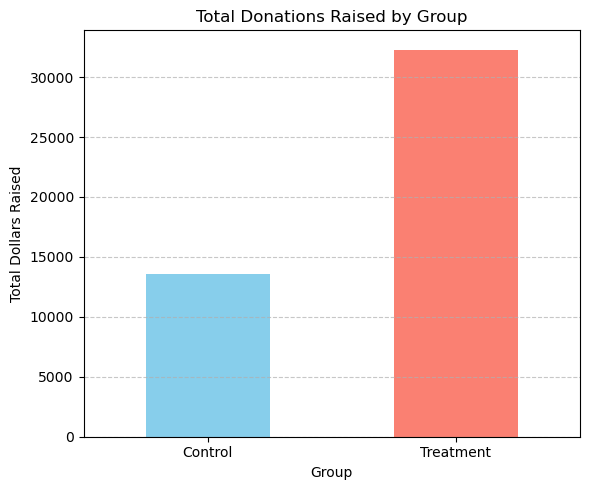 Total Donations Raised by Group
Total Dollars Raised
30000
25000
20000
15000
10000
5000
0
Control
Treatment
Group